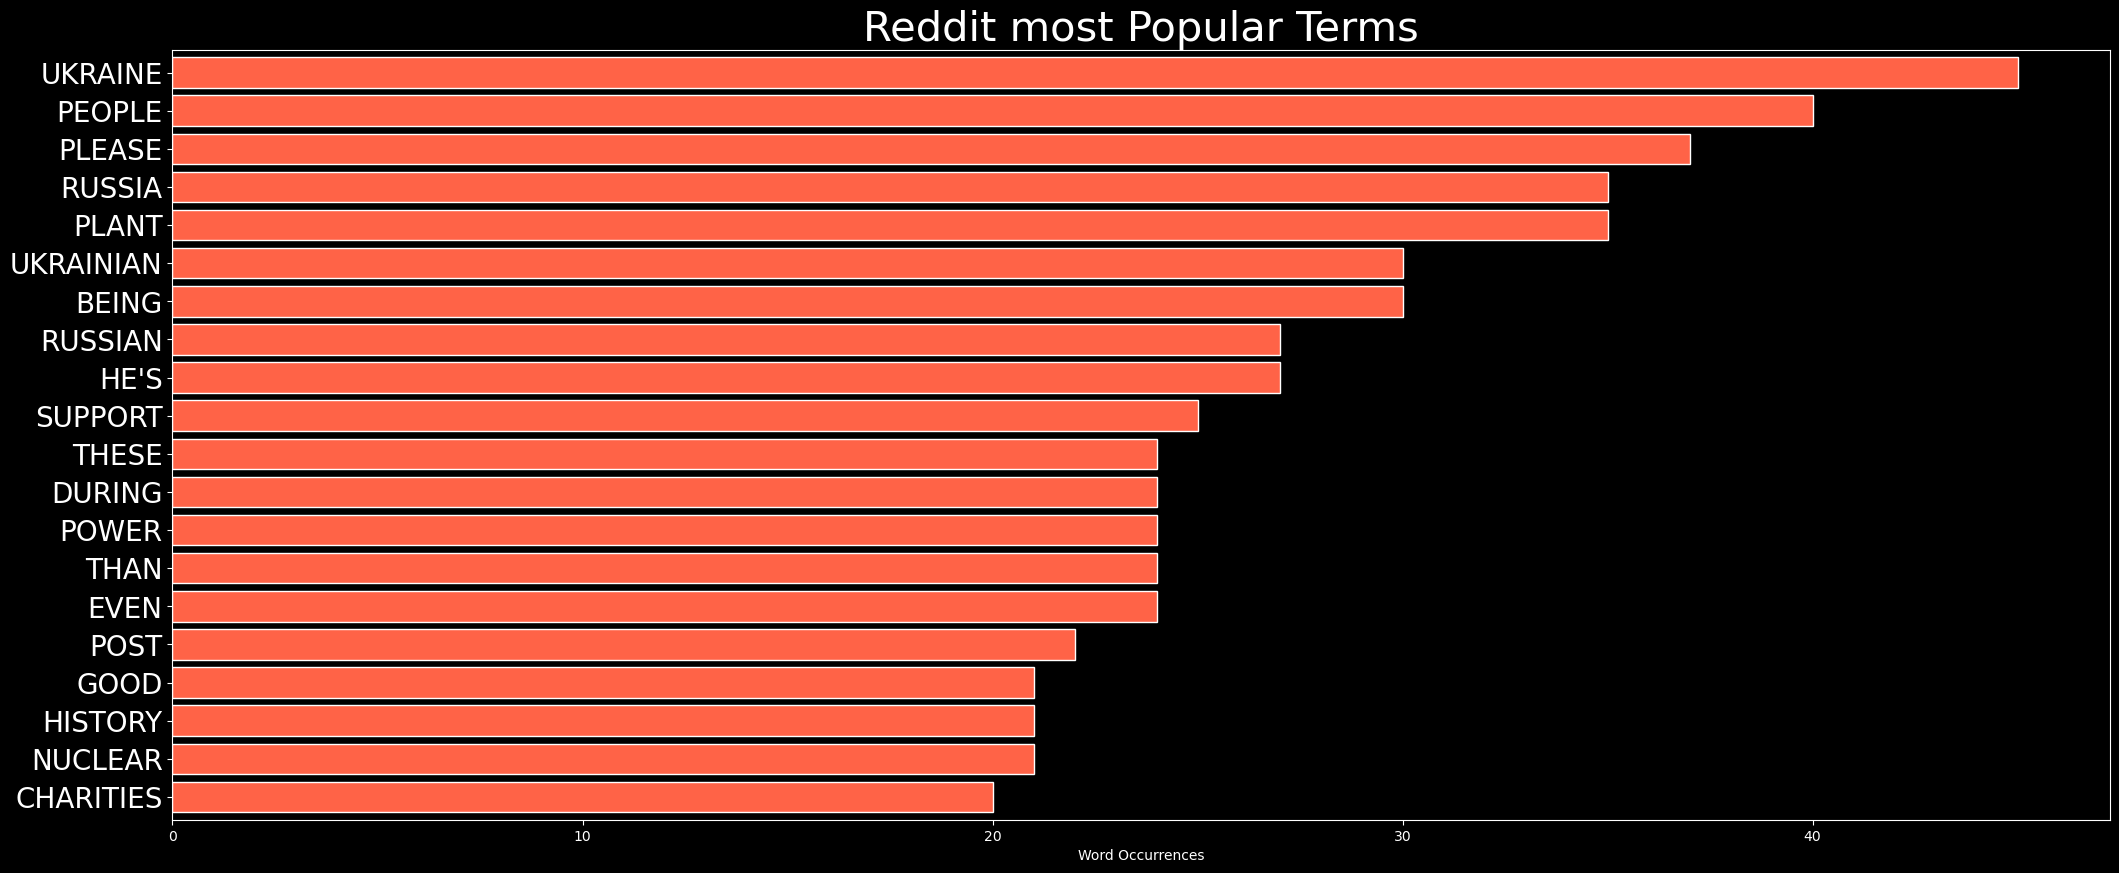 Reddit most Popular Terms
UKRAINE
PEOPLE
PLEASE
RUSSIA
PLANT
UKRAINIAN
BEING
RUSSIAN
HE'S
SUPPORT
THESE
DURING
POWER
THAN
EVEN
POST
GOOD
HISTORY
NUCLEAR
CHARITIES
0 10 20 30 40
Word Occurrences